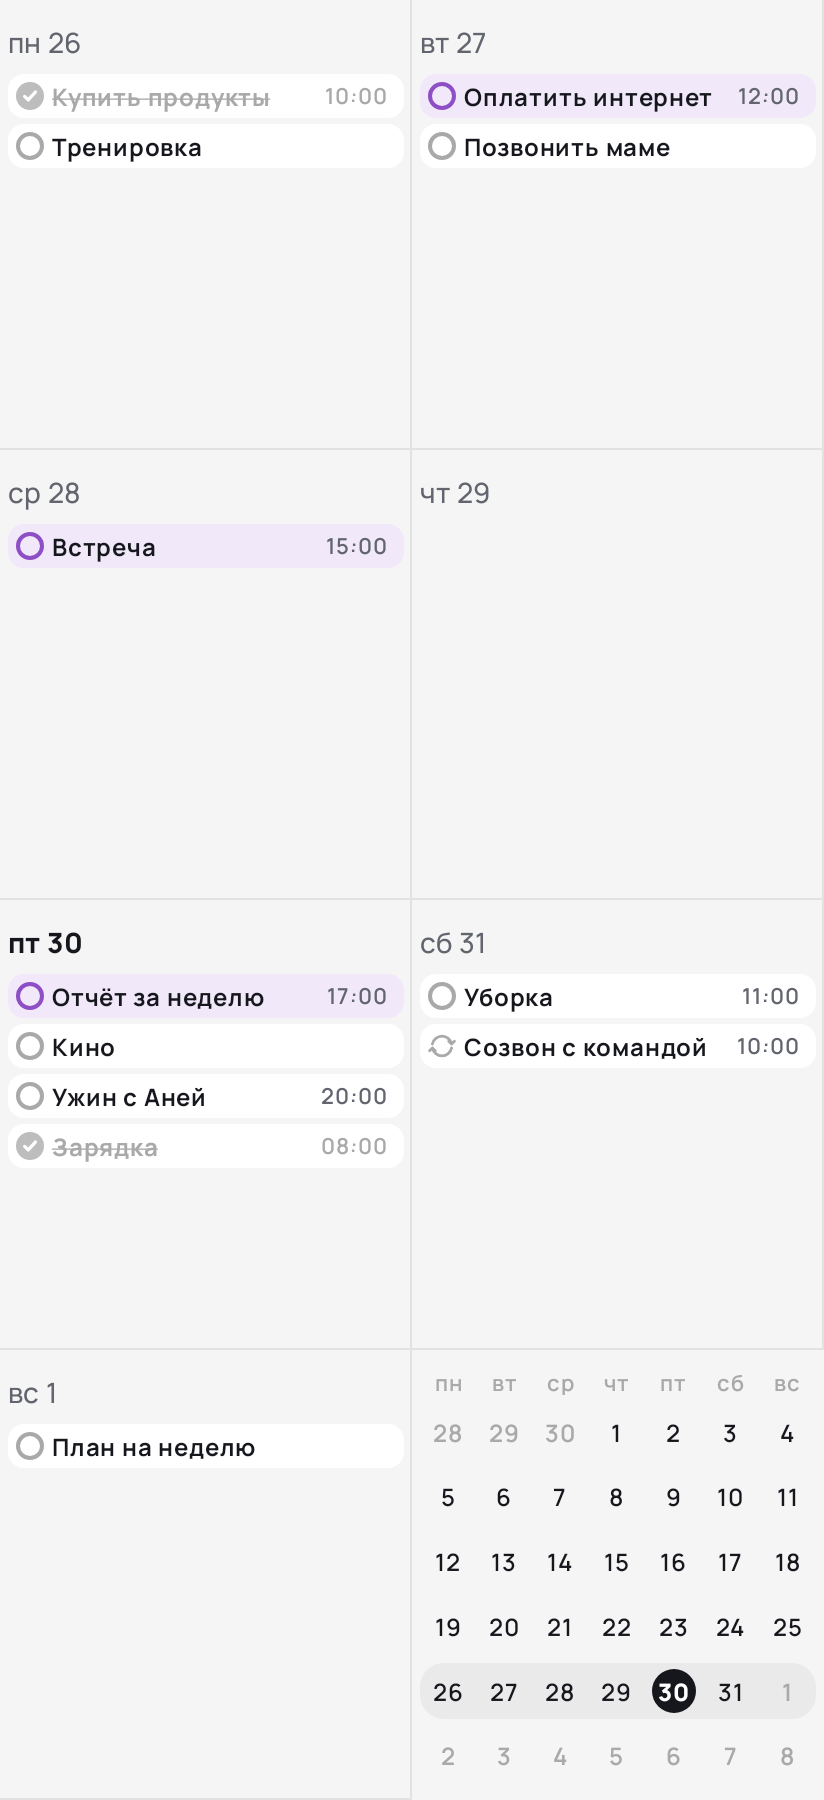 пн 26
Купить продукты 10:00
Тренировка
вт 27
Оплатить интернет 12:00
Позвонить маме
ср 28
Встреча 15:00
чт 29
пт 30
Отчёт за неделю 17:00
Кино
Ужин с Аней 20:00
Зарядка 08:00
сб 31
Уборка 11:00
Созвон с командой 10:00
вс 1
План на неделю
пн вт ср чт пт сб вс
28 29 30 1 2 3 4
5 6 7 8 9 10 11
12 13 14 15 16 17 18
19 20 21 22 23 24 25
26 27 28 29 30 31 1
2 3 4 5 6 7 8